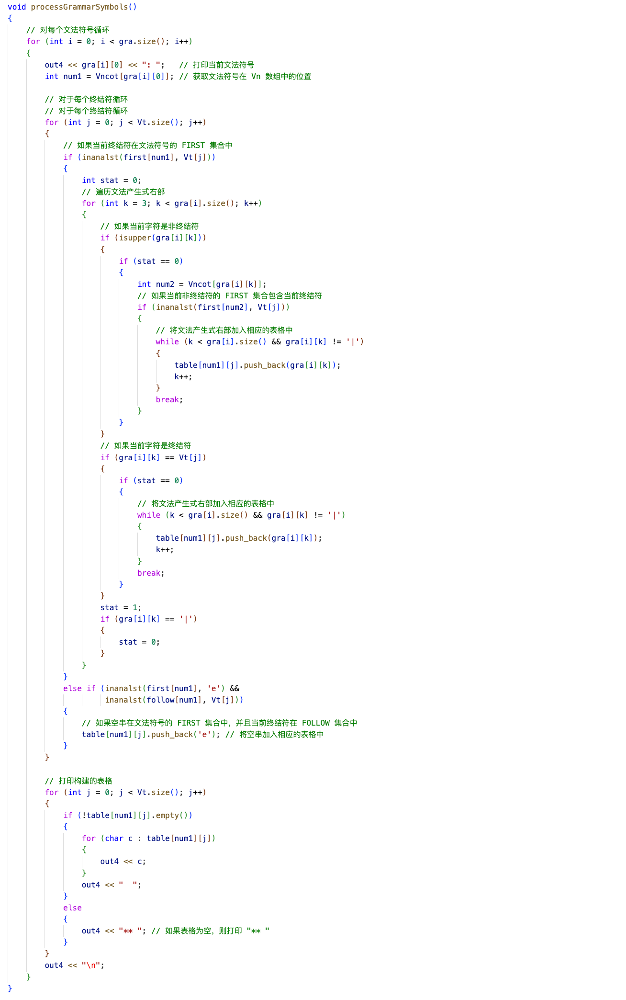 void processGrammarSymbols()
{
    // 对每个文法符号循环
    for (int i = 0; i < gra.size(); i++)
    {
        out4 << gra[i][0] << ": ";   // 打印当前文法符号
        int num1 = Vncot[gra[i][0]]; // 获取文法符号在 Vn 数组中的位置

        // 对于每个终结符循环
        // 对于每个终结符循环
        for (int j = 0; j < Vt.size(); j++)
        {
            // 如果当前终结符在文法符号的 FIRST 集合中
            if (inanalst(first[num1], Vt[j]))
            {
                int stat = 0;
                // 遍历文法产生式右部
                for (int k = 3; k < gra[i].size(); k++)
                {
                    // 如果当前字符是非终结符
                    if (isupper(gra[i][k]))
                    {
                        if (stat == 0)
                        {
                            int num2 = Vncot[gra[i][k]];
                            // 如果当前非终结符的 FIRST 集合包含当前终结符
                            if (inanalst(first[num2], Vt[j]))
                            {
                                // 将文法产生式右部加入相应的表格中
                                while (k < gra[i].size() && gra[i][k] != '|')
                                {
                                    table[num1][j].push_back(gra[i][k]);
                                    k++;
                                }
                                break;
                            }
                        }
                    }
                    // 如果当前字符是终结符
                    if (gra[i][k] == Vt[j])
                    {
                        if (stat == 0)
                        {
                            // 将文法产生式右部加入相应的表格中
                            while (k < gra[i].size() && gra[i][k] != '|')
                            {
                                table[num1][j].push_back(gra[i][k]);
                                k++;
                            }
                            break;
                        }
                    }
                    stat = 1;
                    if (gra[i][k] == '|')
                    {
                        stat = 0;
                    }
                }
            }
            else if (inanalst(first[num1], 'e') &&
                     inanalst(follow[num1], Vt[j]))
            {
                // 如果空串在文法符号的 FIRST 集合中，并且当前终结符在 FOLLOW 集合中
                table[num1][j].push_back('e'); // 将空串加入相应的表格中
            }
        }

        // 打印构建的表格
        for (int j = 0; j < Vt.size(); j++)
        {
            if (!table[num1][j].empty())
            {
                for (char c : table[num1][j])
                {
                    out4 << c;
                }
                out4 << "  ";
            }
            else
            {
                out4 << "** "; // 如果表格为空，则打印 "** "
            }
        }
        out4 << "\n";
    }
}